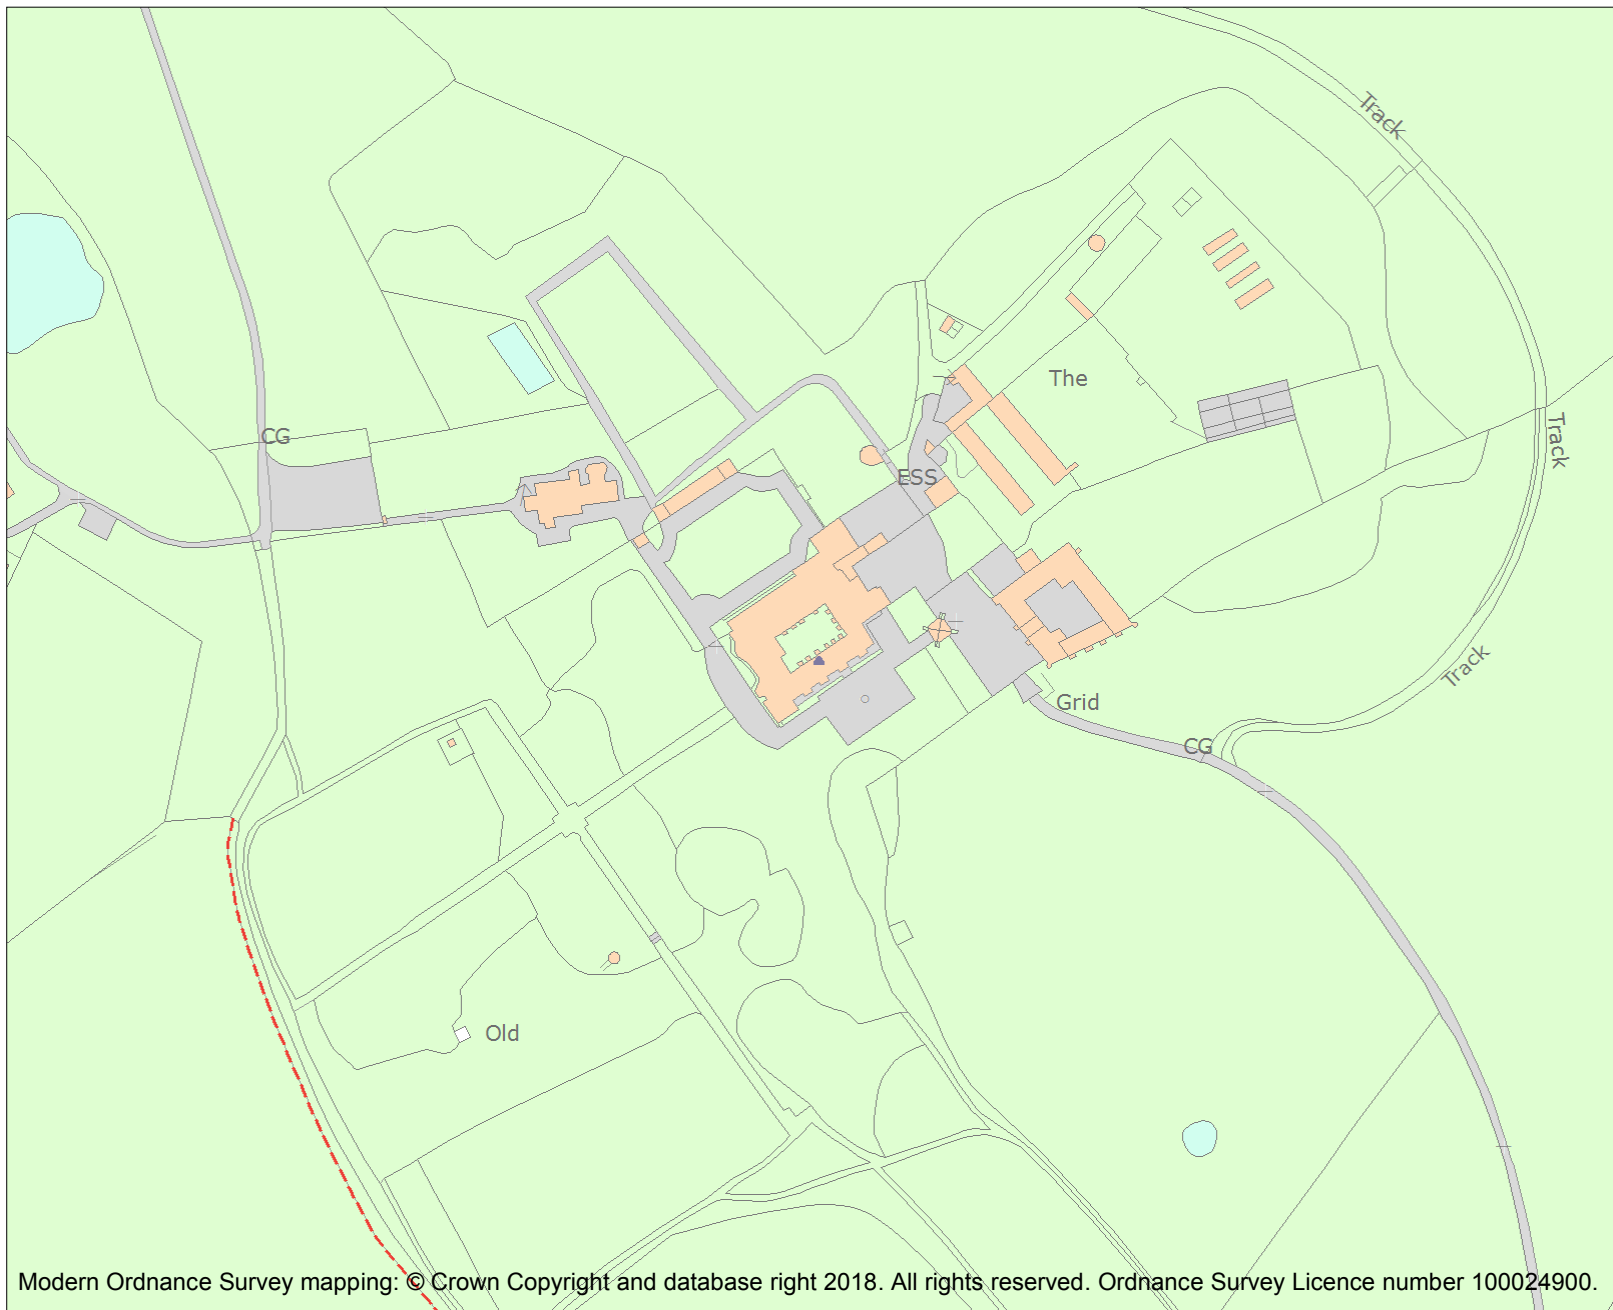 Track
The
Track
CG
ESS
Track
Grid
CG
Old
Modern Ordnance Survey mapping: © Crown Copyright and database right 2018. All rights reserved. Ordnance Survey Licence number 100024900.